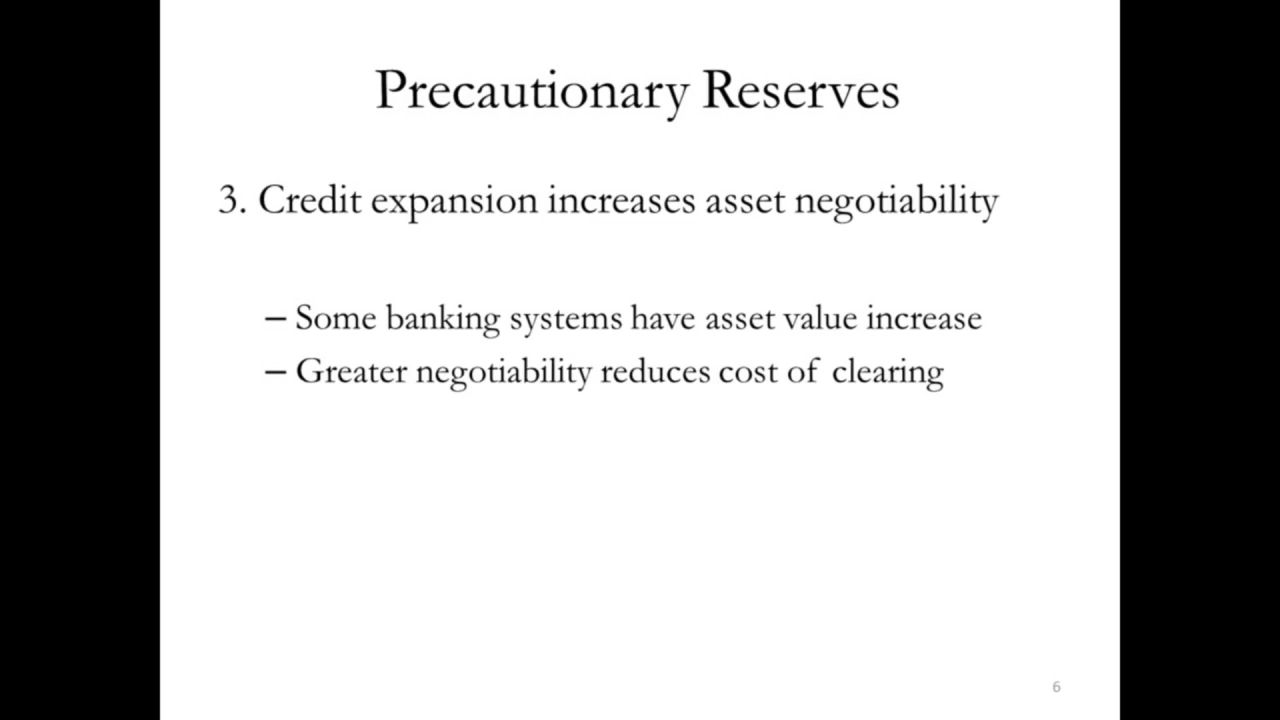 Precautionary Reserves
3. Credit expansion increases asset negotiability
– Some banking systems have asset value increase
– Greater negotiability reduces cost of clearing
6